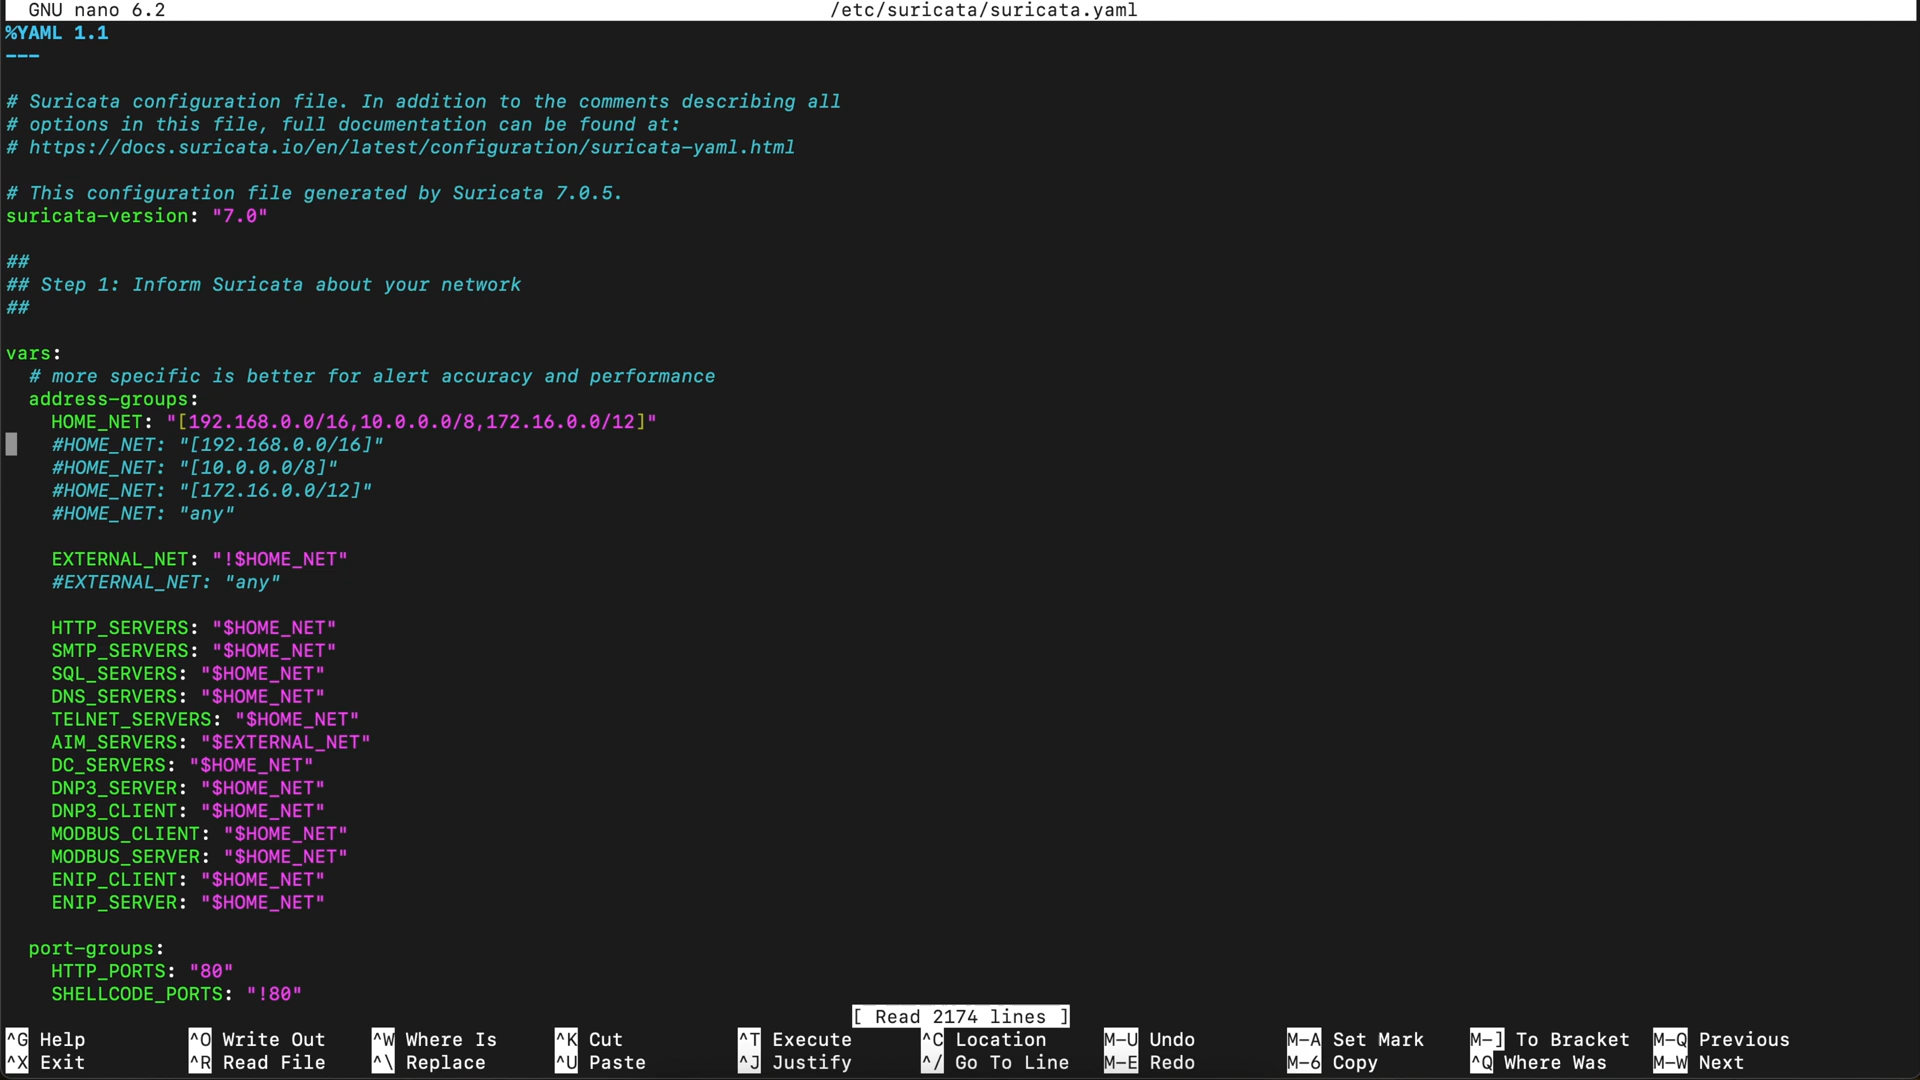 GNU nano 6.2 /etc/suricata/suricata.yaml
%YAML 1.1
---
# Suricata configuration file. In addition to the comments describing all
# options in this file, full documentation can be found at:
# https://docs.suricata.io/en/latest/configuration/suricata-yaml.html
# This configuration file generated by Suricata 7.0.5.
suricata-version: "7.0"
##
## Step 1: Inform Suricata about your network
##
vars:
  # more specific is better for alert accuracy and performance
  address-groups:
    HOME_NET: "[192.168.0.0/16,10.0.0.0/8,172.16.0.0/12]"
    #HOME_NET: "[192.168.0.0/16]"
    #HOME_NET: "[10.0.0.0/8]"
    #HOME_NET: "[172.16.0.0/12]"
    #HOME_NET: "any"
    EXTERNAL_NET: "!$HOME_NET"
    #EXTERNAL_NET: "any"
    HTTP_SERVERS: "$HOME_NET"
    SMTP_SERVERS: "$HOME_NET"
    SQL_SERVERS: "$HOME_NET"
    DNS_SERVERS: "$HOME_NET"
    TELNET_SERVERS: "$HOME_NET"
    AIM_SERVERS: "$EXTERNAL_NET"
    DC_SERVERS: "$HOME_NET"
    DNP3_SERVER: "$HOME_NET"
    DNP3_CLIENT: "$HOME_NET"
    MODBUS_CLIENT: "$HOME_NET"
    MODBUS_SERVER: "$HOME_NET"
    ENIP_CLIENT: "$HOME_NET"
    ENIP_SERVER: "$HOME_NET"
  port-groups:
    HTTP_PORTS: "80"
    SHELLCODE_PORTS: "!80"
[ Read 2174 lines ]
^G Help ^O Write Out ^W Where Is ^K Cut ^T Execute ^C Location M-U Undo M-A Set Mark M-] To Bracket M-Q Previous
^X Exit ^R Read File ^\ Replace ^U Paste ^J Justify ^/ Go To Line M-E Redo M-6 Copy ^Q Where Was M-W Next